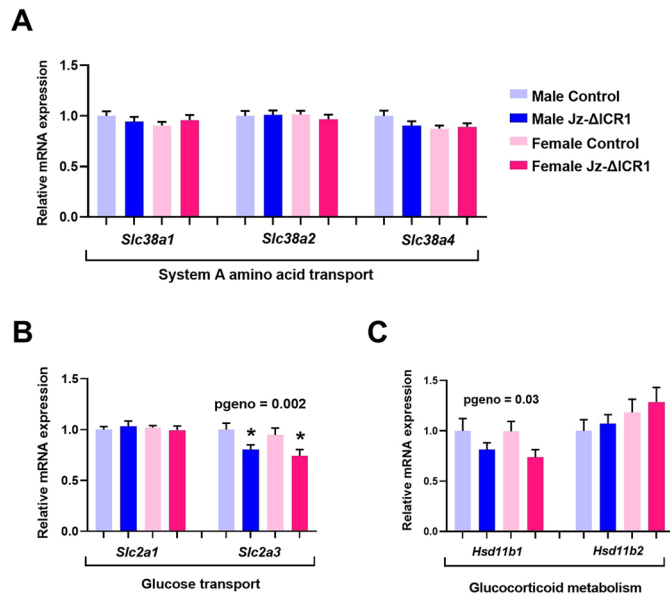 A
Relative mRNA expression
1.5
1.0
0.5
0.0
Slc38a1
Slc38a2
Slc38a4
System A amino acid transport
Male Control
Male Jz-ΔICR1
Female Control
Female Jz-ΔICR1
B
Relative mRNA expression
1.5
1.0
0.5
0.0
pgeno = 0.002
*
*
Slc2a1
Slc2a3
Glucose transport
C
Relative mRNA expression
1.5
1.0
0.5
0.0
pgeno = 0.03
Hsd11b1
Hsd11b2
Glucocorticoid metabolism